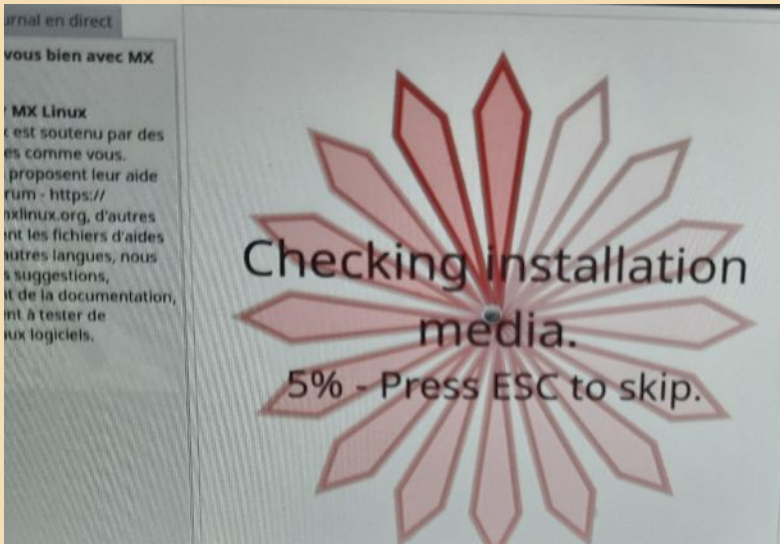 urnal en direct
vous bien avec MX
MX Linux
est soutenu par des
es comme vous.
proposent leur aide
rum - https://
xlinux.org, d'autres
nt les fichiers d'aides
autres langues, nous
suggestions,
t de la documentation,
nt à tester de
ux logiciels.
Checking installation
media.
5% - Press ESC to skip.